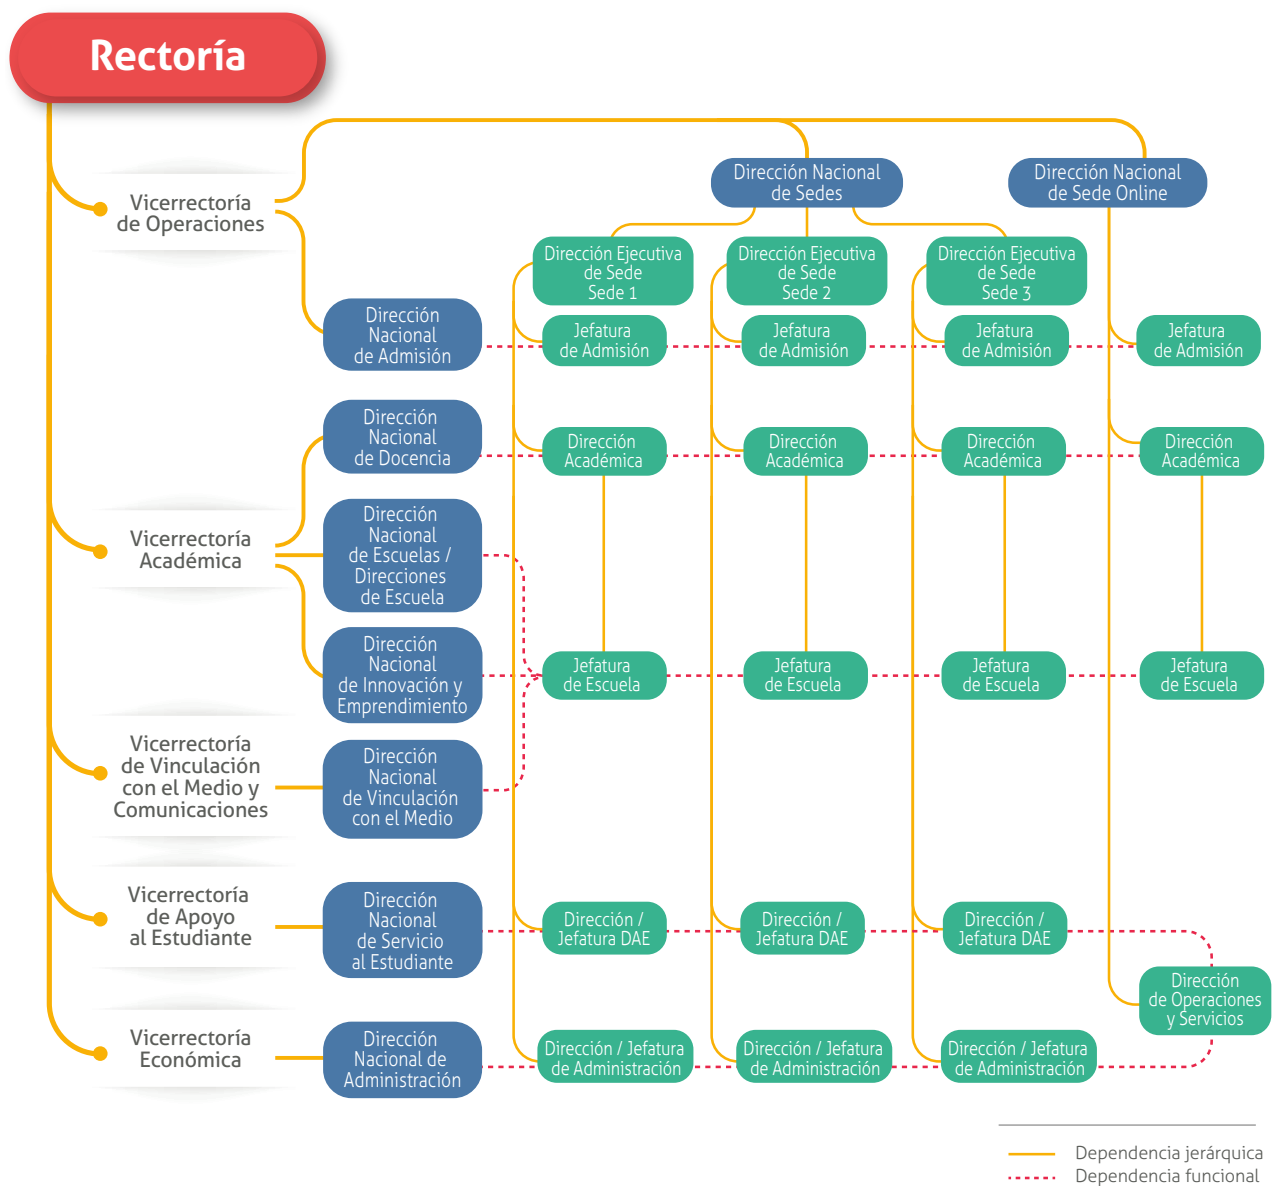 Rectoría
Vicerrectoría
de Operaciones
Dirección Nacional
de Sedes
Dirección Nacional
de Sede Online
Dirección Ejecutiva
de Sede
Sede 1
Dirección Ejecutiva
de Sede
Sede 2
Dirección Ejecutiva
de Sede
Sede 3
Dirección
Nacional
de Admisión
Jefatura
de Admisión
Jefatura
de Admisión
Jefatura
de Admisión
Jefatura
de Admisión
Vicerrectoría
Académica
Dirección
Nacional
de Docencia
Dirección
Académica
Dirección
Académica
Dirección
Académica
Dirección
Académica
Dirección
Nacional
de Escuelas /
Direcciones
de Escuela
Dirección
Nacional
de Innovación y
Emprendimiento
Jefatura
de Escuela
Jefatura
de Escuela
Jefatura
de Escuela
Jefatura
de Escuela
Vicerrectoría
de Vinculación
con el Medio y
Comunicaciones
Dirección
Nacional
de Vinculación
con el Medio
Vicerrectoría
de Apoyo
al Estudiante
Dirección
Nacional
de Servicio
al Estudiante
Dirección /
Jefatura DAE
Dirección /
Jefatura DAE
Dirección /
Jefatura DAE
Dirección
de Operaciones
y Servicios
Vicerrectoría
Económica
Dirección
Nacional de
Administración
Dirección / Jefatura
de Administración
Dirección / Jefatura
de Administración
Dirección / Jefatura
de Administración
Dependencia jerárquica
Dependencia funcional